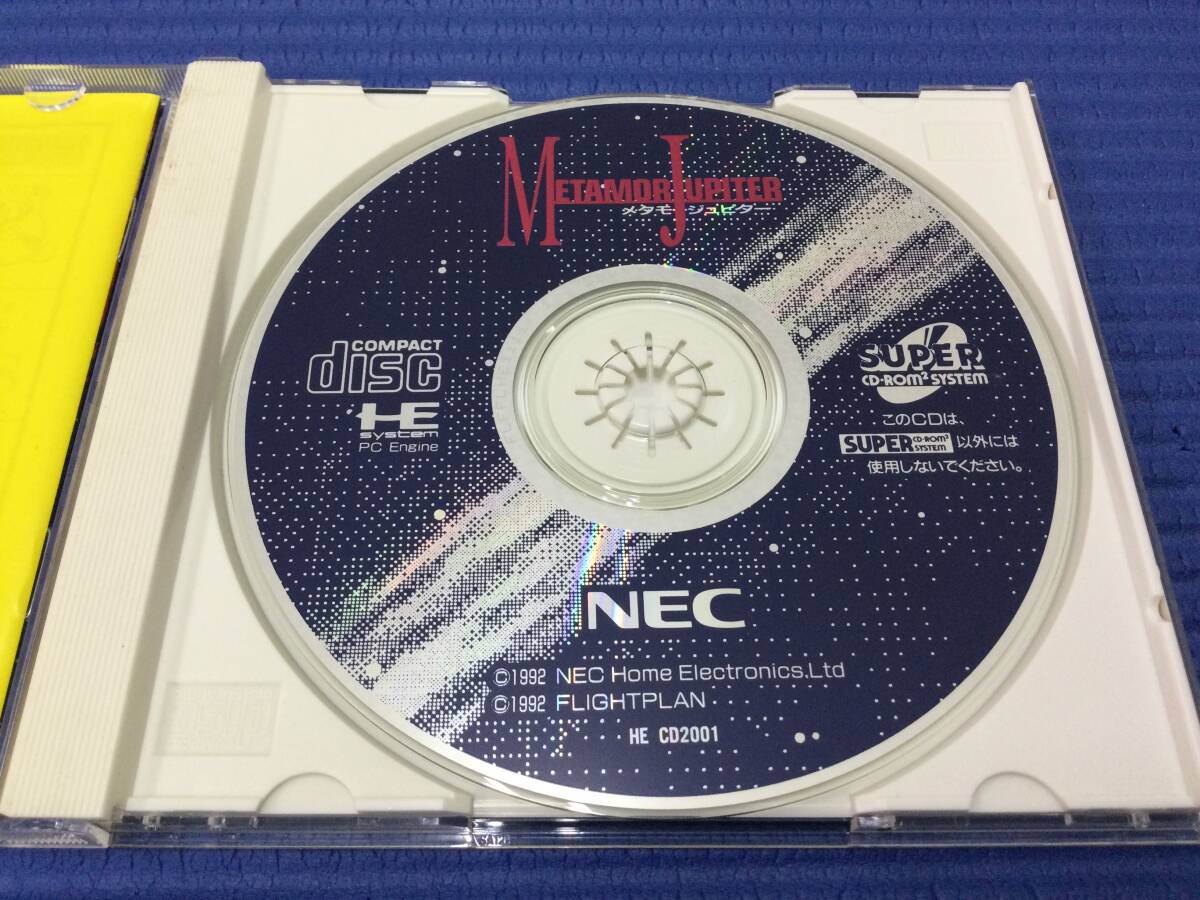 METAMOR JUPITER
メタモ・ジュピター
COMPACT
disc
HE
system
PC Engine
SUPER
CD-ROM² SYSTEM
このCDは、
SUPER CD-ROM² SYSTEM 以外には
使用しないでください。
NEC
©1992 NEC Home Electronics.Ltd
©1992 FLIGHTPLAN
HE CD2001